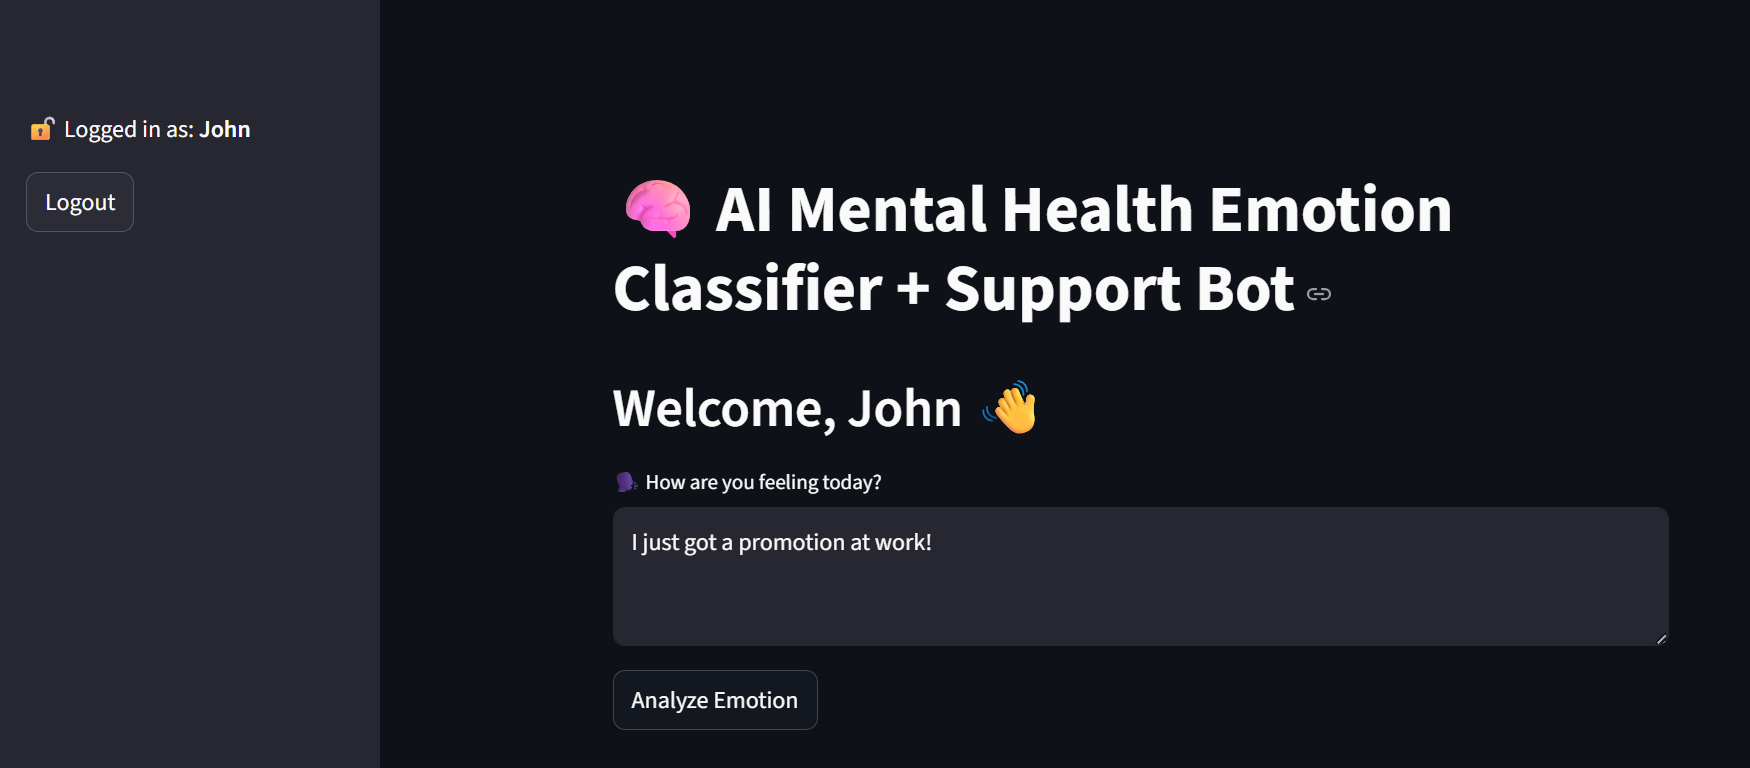 🔓 Logged in as: John
Logout
🧠 AI Mental Health Emotion
Classifier + Support Bot
Welcome, John 👋
🗣️ How are you feeling today?
I just got a promotion at work!
Analyze Emotion